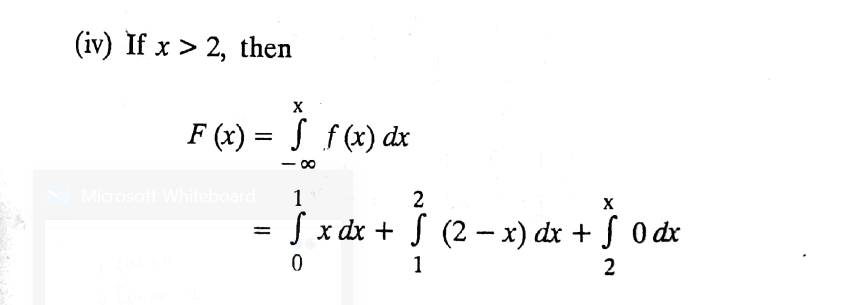 (iv) If x > 2, then
F (x) = ∫_{-∞}^{x} f (x) dx
Microsoft Whiteboard
= ∫_{0}^{1} x dx + ∫_{1}^{2} (2 – x) dx + ∫_{2}^{x} 0 dx